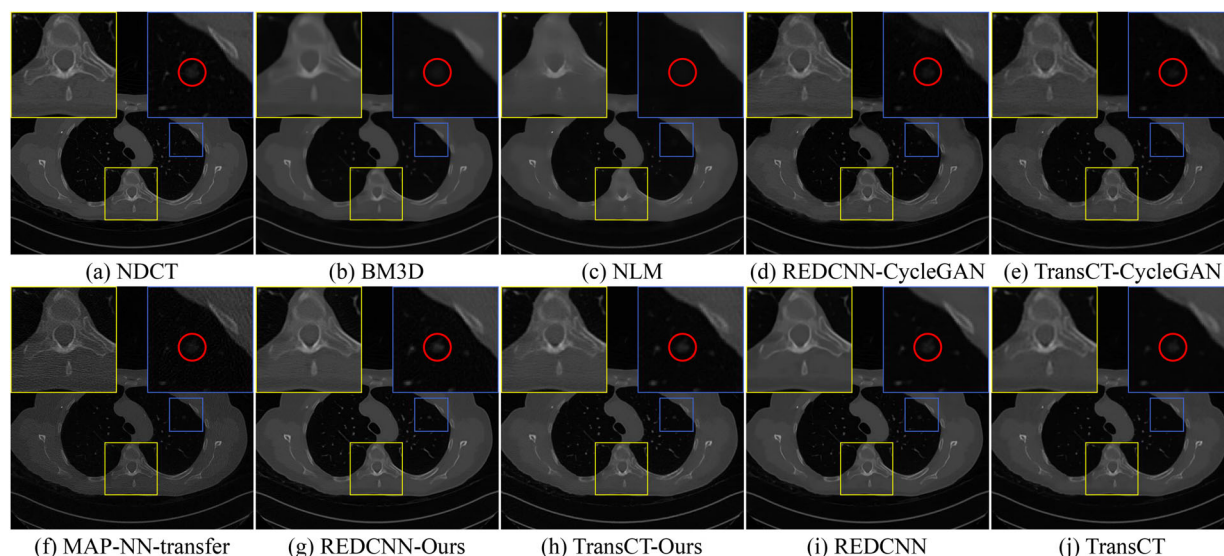 (a) NDCT
(b) BM3D
(c) NLM
(d) REDCNN-CycleGAN
(e) TransCT-CycleGAN
(f) MAP-NN-transfer
(g) REDCNN-Ours
(h) TransCT-Ours
(i) REDCNN
(j) TransCT